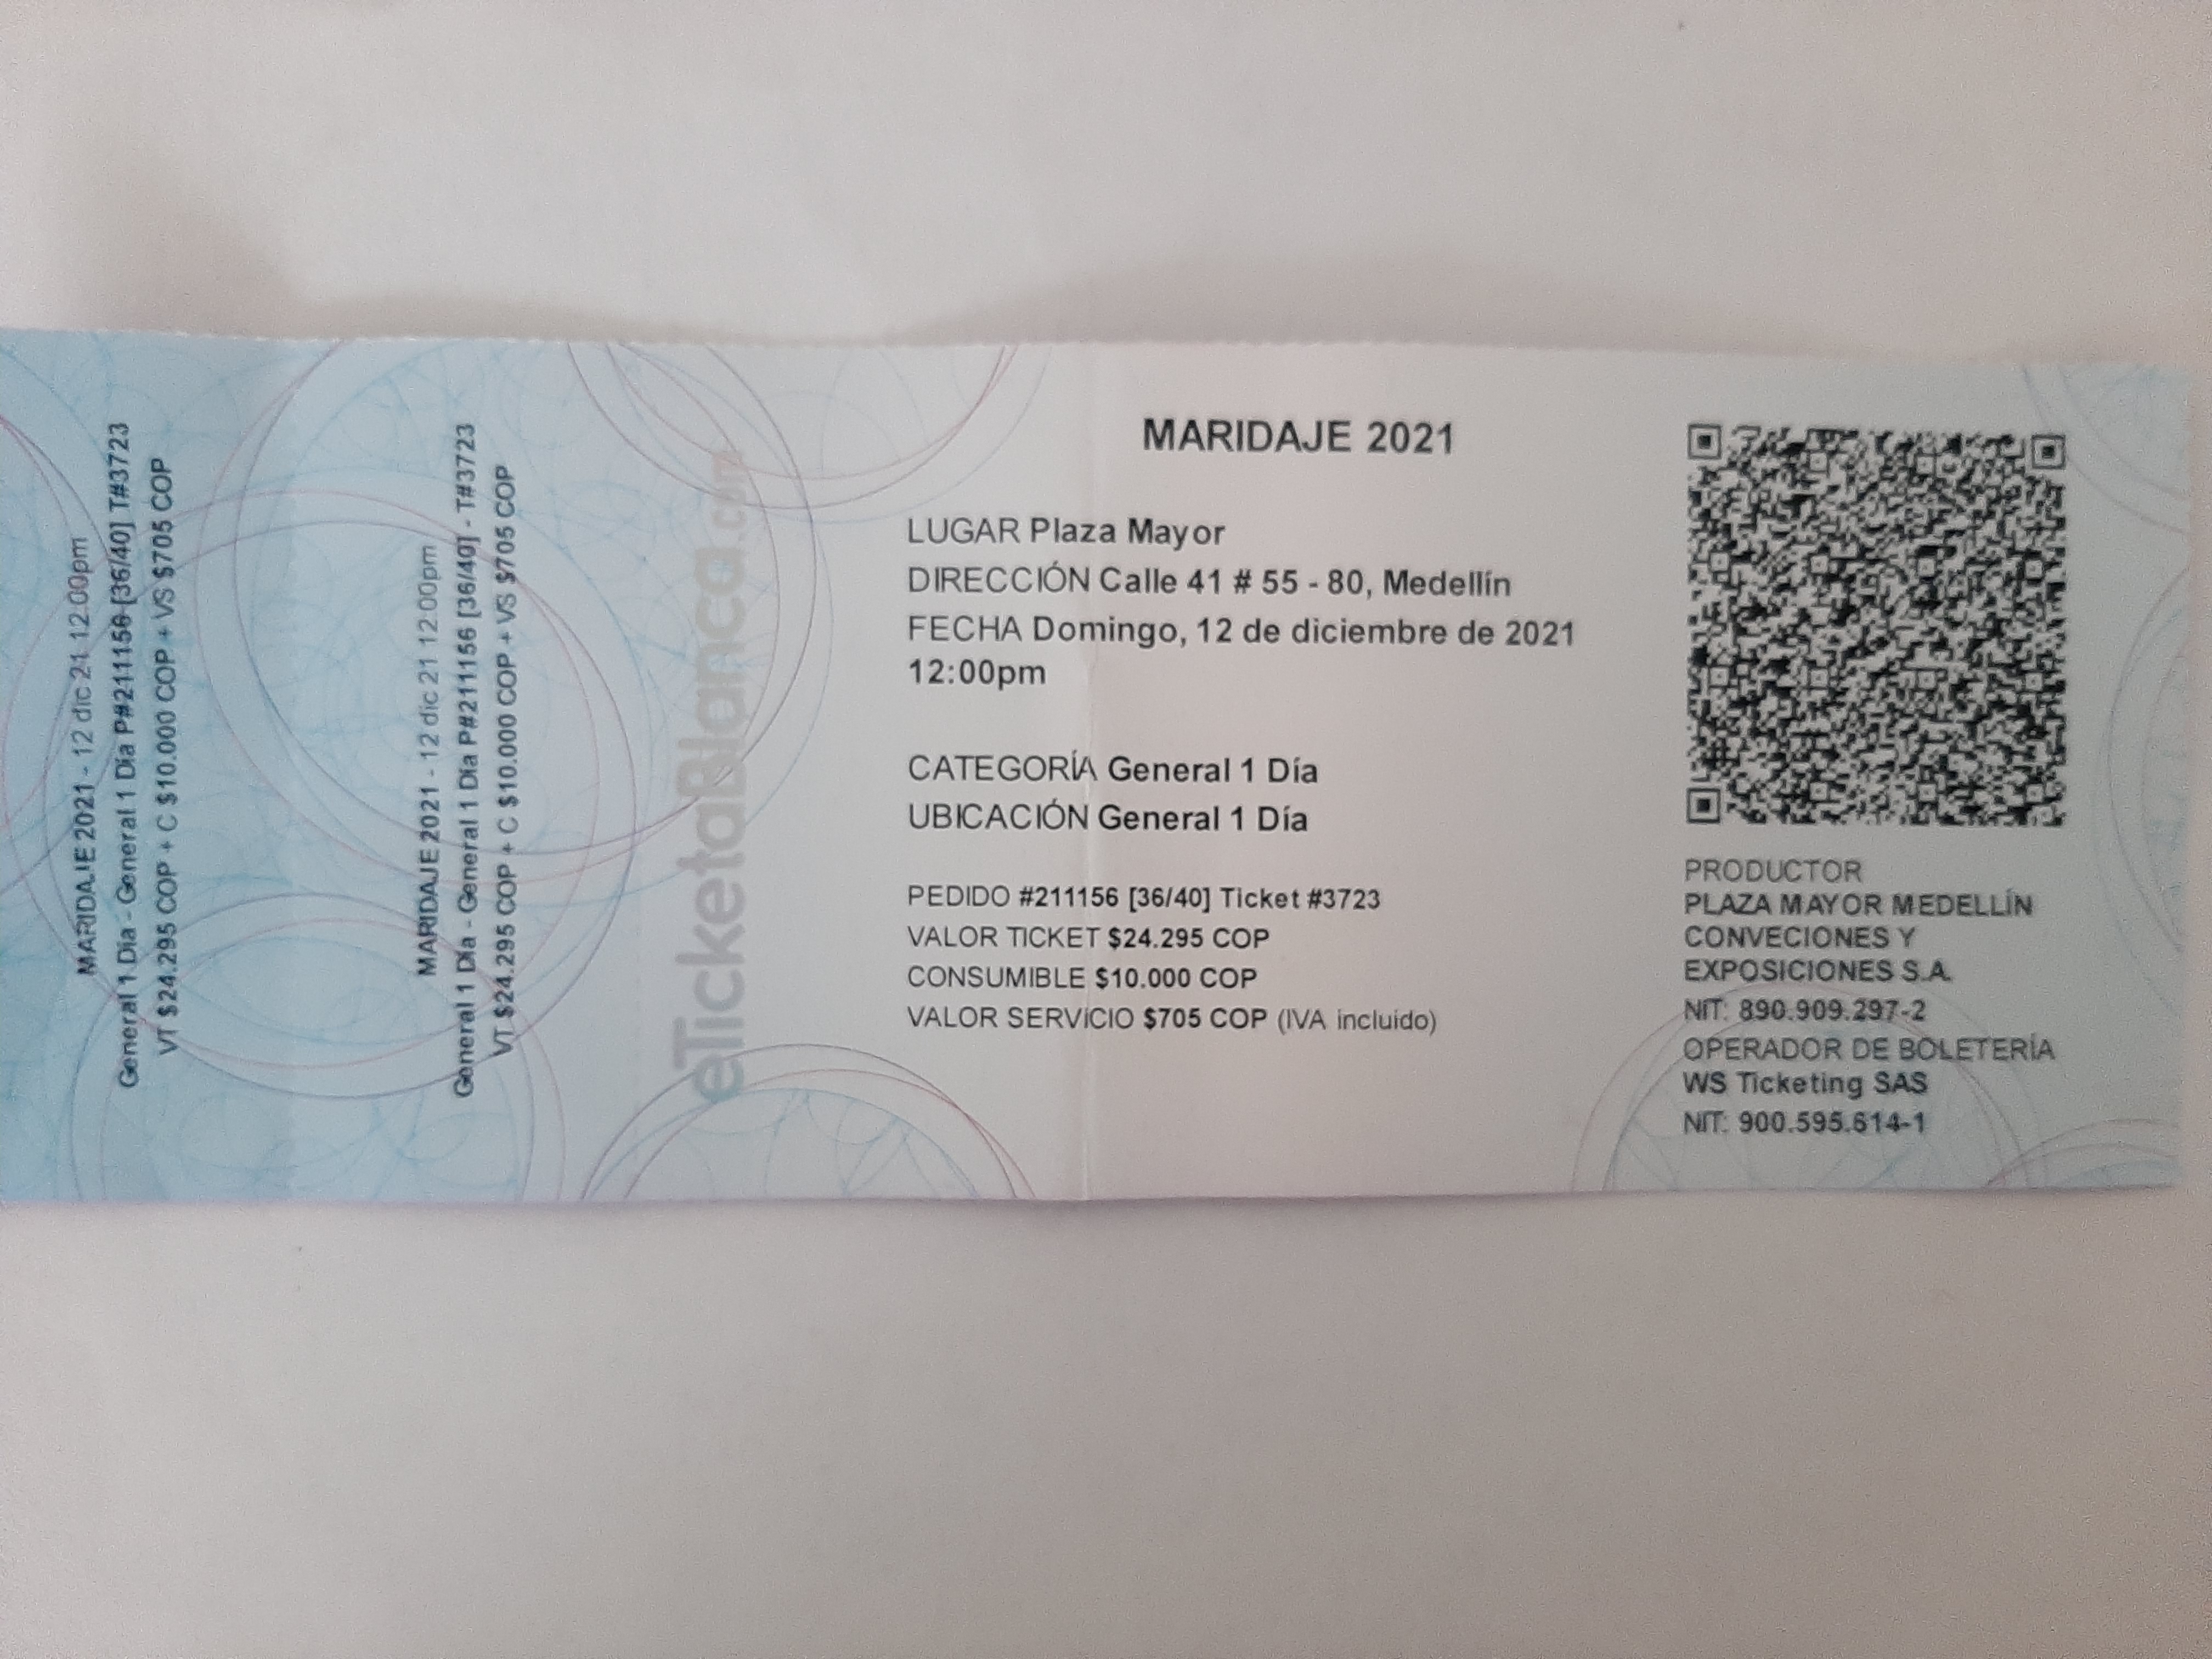 MARIDAJE 2021 - 12 dic 21 12:00pm
General 1 Día - General 1 Día P#211156 [36/40] T#3723
VT $24.295 COP + C $10.000 COP + VS $705 COP
MARIDAJE 2021 - 12 dic 21 12:00pm
General 1 Día - General 1 Día P#211156 [36/40] - T#3723
VT $24.295 COP + C $10.000 COP + VS $705 COP
eTicketaBlanca.com
MARIDAJE 2021
LUGAR Plaza Mayor
DIRECCIÓN Calle 41 # 55 - 80, Medellín
FECHA Domingo, 12 de diciembre de 2021
12:00pm
CATEGORÍA General 1 Día
UBICACIÓN General 1 Día
PEDIDO #211156 [36/40] Ticket #3723
VALOR TICKET $24.295 COP
CONSUMIBLE $10.000 COP
VALOR SERVICIO $705 COP (IVA incluido)
PRODUCTOR
PLAZA MAYOR MEDELLÍN
CONVECIONES Y
EXPOSICIONES S.A.
NIT: 890.909.297-2
OPERADOR DE BOLETERÍA
WS Ticketing SAS
NIT: 900.595.614-1